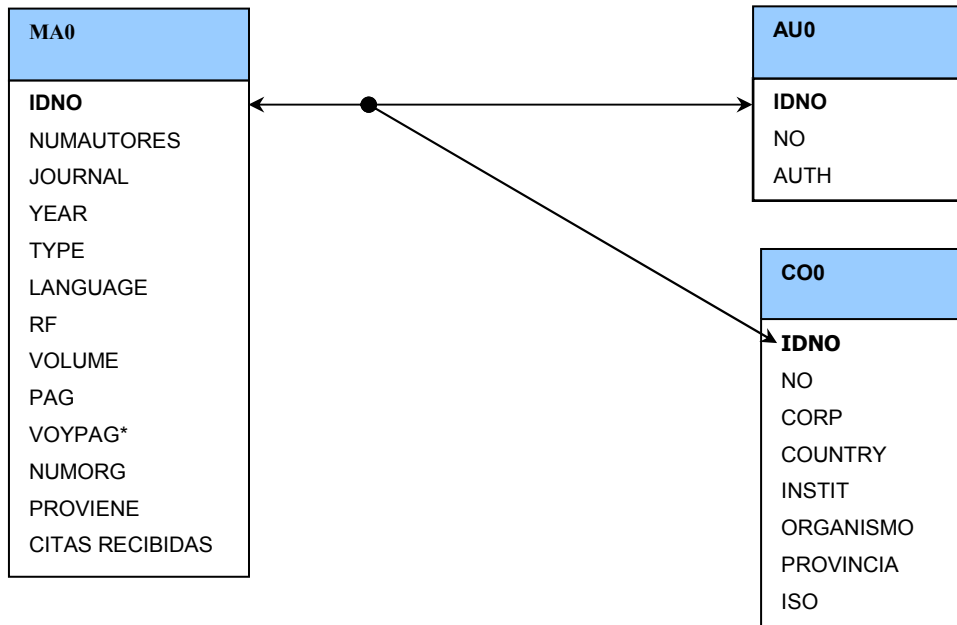 MA0
IDNO
NUMAUTORES
JOURNAL
YEAR
TYPE
LANGUAGE
RF
VOLUME
PAG
VOYPAG*
NUMORG
PROVIENE
CITAS RECIBIDAS
AU0
IDNO
NO
AUTH
CO0
IDNO
NO
CORP
COUNTRY
INSTIT
ORGANISMO
PROVINCIA
ISO